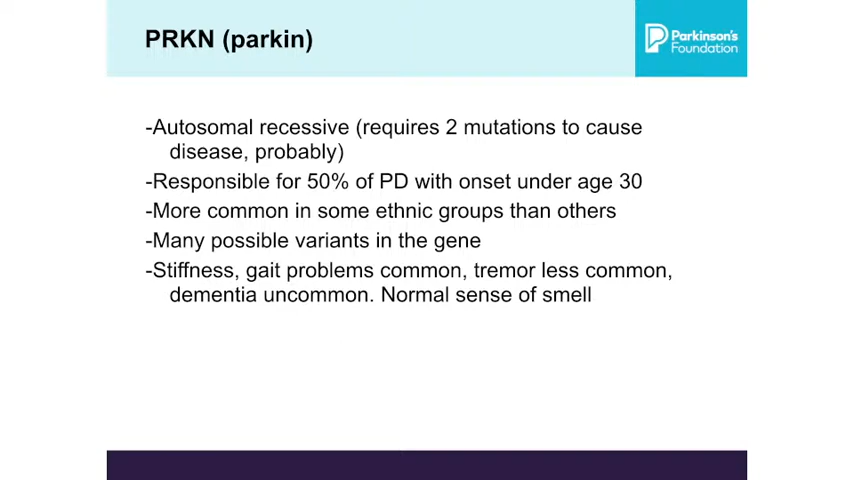 PRKN (parkin)
Parkinson's
Foundation
-Autosomal recessive (requires 2 mutations to cause
disease, probably)
-Responsible for 50% of PD with onset under age 30
-More common in some ethnic groups than others
-Many possible variants in the gene
-Stiffness, gait problems common, tremor less common,
dementia uncommon. Normal sense of smell